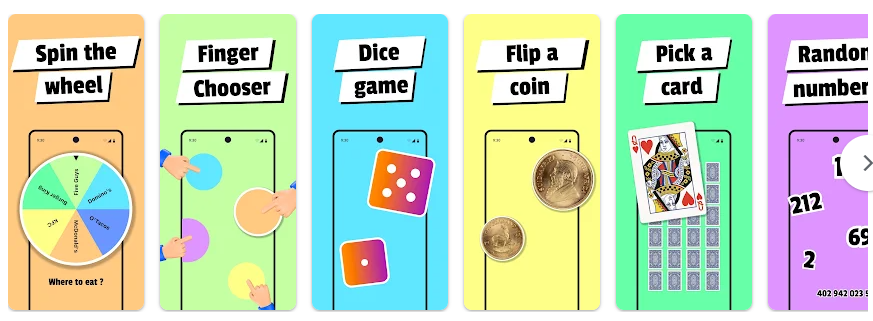 Spin the
wheel
Five Guys
Domino's
O'Tacos
McDonald's
KFC
Burger King
Where to eat ?
Finger
Chooser
Dice
game
Flip a
coin
Pick a
card
Q
Q
Random
number
212
69
2
402 942 023